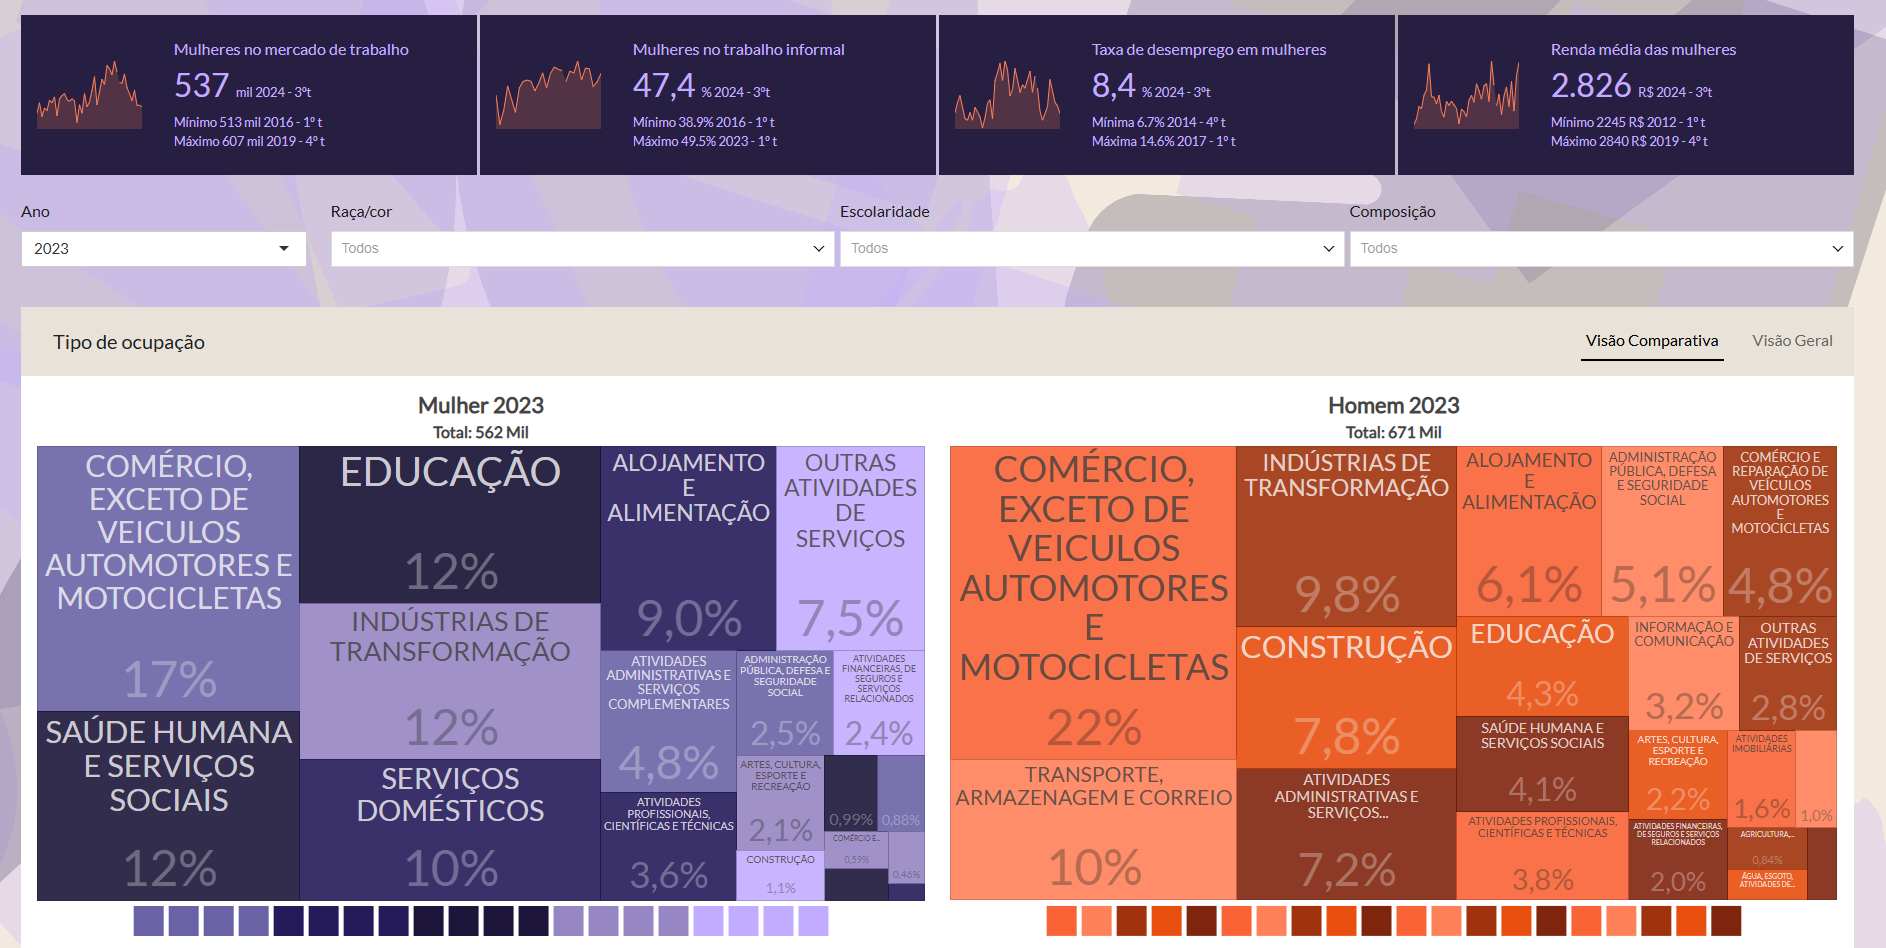 Mulheres no mercado de trabalho
537 mil 2024 - 3ºt
Mínimo 513 mil 2016 - 1º t
Máximo 607 mil 2019 - 4º t
Mulheres no trabalho informal
47,4 % 2024 - 3ºt
Mínimo 38.9% 2016 - 1º t
Máximo 49.5% 2023 - 1º t
Taxa de desemprego em mulheres
8,4 % 2024 - 3ºt
Mínima 6.7% 2014 - 4º t
Máxima 14.6% 2017 - 1º t
Renda média das mulheres
2.826 R$ 2024 - 3ºt
Mínimo 2245 R$ 2012 - 1º t
Máximo 2840 R$ 2019 - 4º t
Ano
2023
Raça/cor
Todos
Escolaridade
Todos
Composição
Todos
Tipo de ocupação
Visão Comparativa
Visão Geral
Mulher 2023
Total: 562 Mil
COMÉRCIO,
EXCETO DE
VEICULOS
AUTOMOTORES E
MOTOCICLETAS
17%
SAÚDE HUMANA
E SERVIÇOS
SOCIAIS
12%
EDUCAÇÃO
12%
INDÚSTRIAS DE
TRANSFORMAÇÃO
12%
SERVIÇOS
DOMÉSTICOS
10%
ALOJAMENTO
E
ALIMENTAÇÃO
9,0%
OUTRAS
ATIVIDADES
DE
SERVIÇOS
7,5%
ATIVIDADES
ADMINISTRATIVAS E
SERVIÇOS
COMPLEMENTARES
4,8%
ATIVIDADES
PROFISSIONAIS,
CIENTÍFICAS E TÉCNICAS
3,6%
ADMINISTRAÇÃO
PÚBLICA, DEFESA E
SEGURIDADE
SOCIAL
2,5%
ATIVIDADES
FINANCEIRAS, DE
SEGUROS E
SERVIÇOS
RELACIONADOS
2,4%
ARTES, CULTURA,
ESPORTE E
RECREAÇÃO
2,1%
CONSTRUÇÃO
1,1%
0,99%
0,88%
COMÉRCIO E...
0,59%
0,46%
Homem 2023
Total: 671 Mil
COMÉRCIO,
EXCETO DE
VEICULOS
AUTOMOTORES
E
MOTOCICLETAS
22%
TRANSPORTE,
ARMAZENAGEM E CORREIO
10%
INDÚSTRIAS DE
TRANSFORMAÇÃO
9,8%
CONSTRUÇÃO
7,8%
ATIVIDADES
ADMINISTRATIVAS E
SERVIÇOS...
7,2%
ALOJAMENTO
E
ALIMENTAÇÃO
6,1%
ADMINISTRAÇÃO
PÚBLICA, DEFESA
E SEGURIDADE
SOCIAL
5,1%
COMÉRCIO E
REPARAÇÃO DE
VEÍCULOS
AUTOMOTORES
E
MOTOCICLETAS
4,8%
EDUCAÇÃO
4,3%
SAÚDE HUMANA E
SERVIÇOS SOCIAIS
4,1%
ATIVIDADES PROFISSIONAIS,
CIENTÍFICAS E TÉCNICAS
3,8%
INFORMAÇÃO E
COMUNICAÇÃO
3,2%
OUTRAS
ATIVIDADES
DE SERVIÇOS
2,8%
ARTES, CULTURA,
ESPORTE E
RECREAÇÃO
2,2%
ATIVIDADES FINANCEIRAS,
DE SEGUROS E SERVIÇOS
RELACIONADOS
2,0%
ATIVIDADES
IMOBILIÁRIAS
1,6%
1,0%
AGRICULTURA,...
0,84%
ÁGUA, ESGOTO,
ATIVIDADES DE...